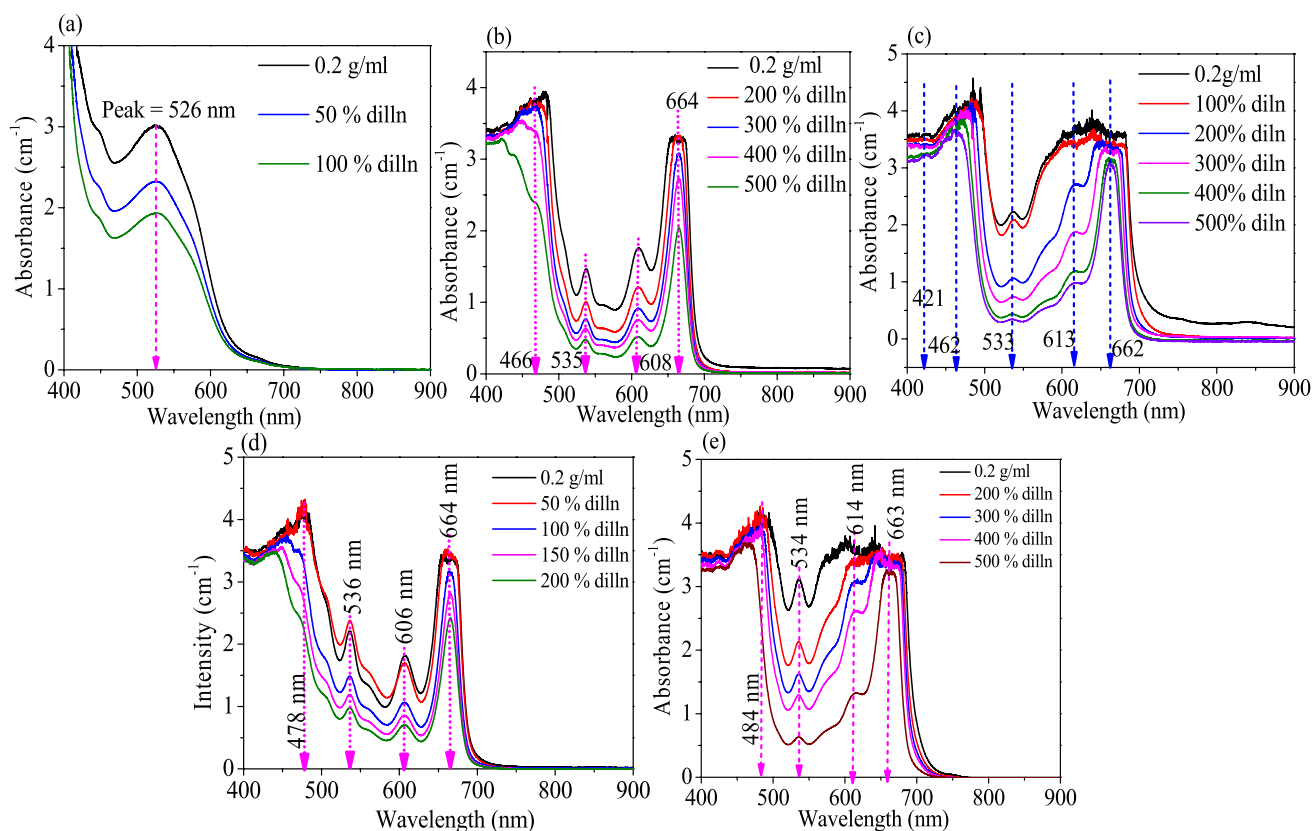 (a)
4
3
2
1
0
Absorbance (cm⁻¹)
Peak = 526 nm
0.2 g/ml
50 % dilln
100 % dilln
400 500 600 700 800 900
Wavelength (nm)
(b)
4
3
2
1
0
Absorbance (cm⁻¹)
0.2 g/ml
200 % dilln
300 % dilln
400 % dilln
500 % dilln
664
466
535
608
400 500 600 700 800 900
Wavelength (nm)
(c)
5
4
3
2
1
0
Absorbance (cm⁻¹)
0.2g/ml
100% diln
200% diln
300% diln
400% diln
500% diln
421
462
533
613
662
400 500 600 700 800 900
Wavelength (nm)
(d)
5
4
3
2
1
0
Intensity (cm⁻¹)
0.2 g/ml
50 % dilln
100 % dilln
150 % dilln
200 % dilln
478 nm
536 nm
606 nm
664 nm
400 500 600 700 800 900
Wavelength (nm)
(e)
5
4
3
2
1
0
Absorbance (cm⁻¹)
0.2 g/ml
200 % dilln
300 % dilln
400 % dilln
500 % dilln
484 nm
534 nm
614 nm
663 nm
400 500 600 700 800 900
Wavelength (nm)